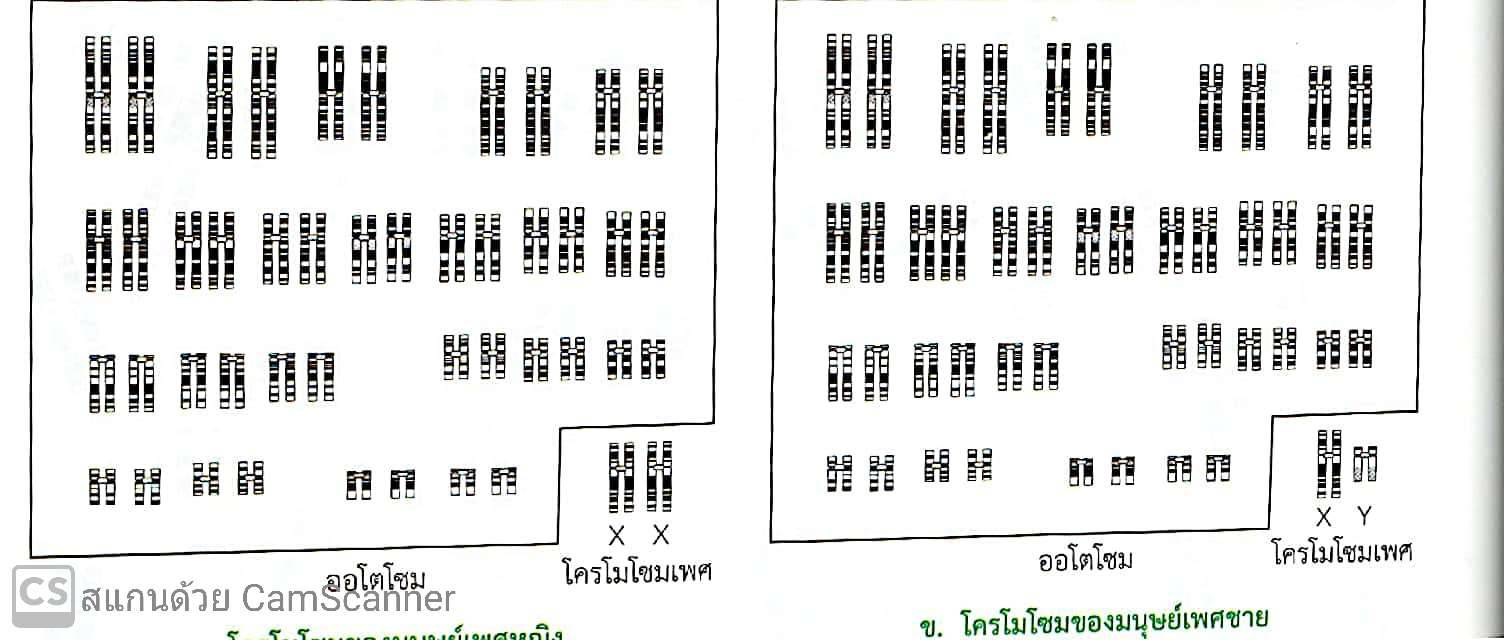 X X
ออโตโซม
โครโมโซมเพศ
X Y
ออโตโซม
โครโมโซมเพศ
CS สแกนด้วย CamScanner
ข. โครโมโซมของมนุษย์เพศชาย